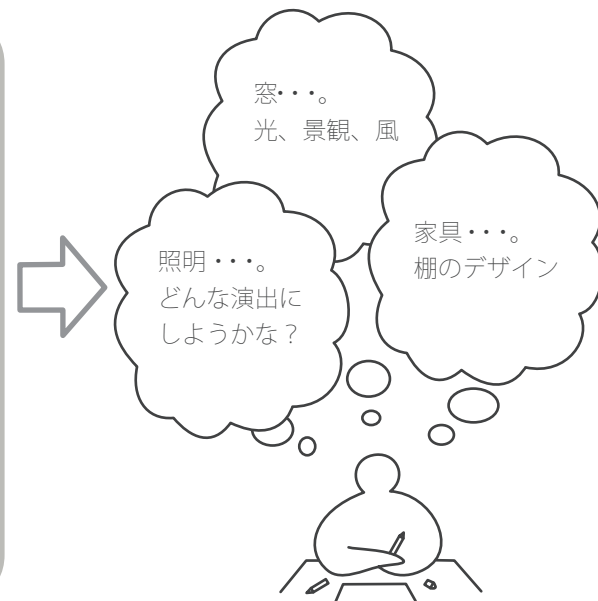 窓・・・。
光、景観、風
家具・・・。
棚のデザイン
照明・・・。
どんな演出に
しようかな？